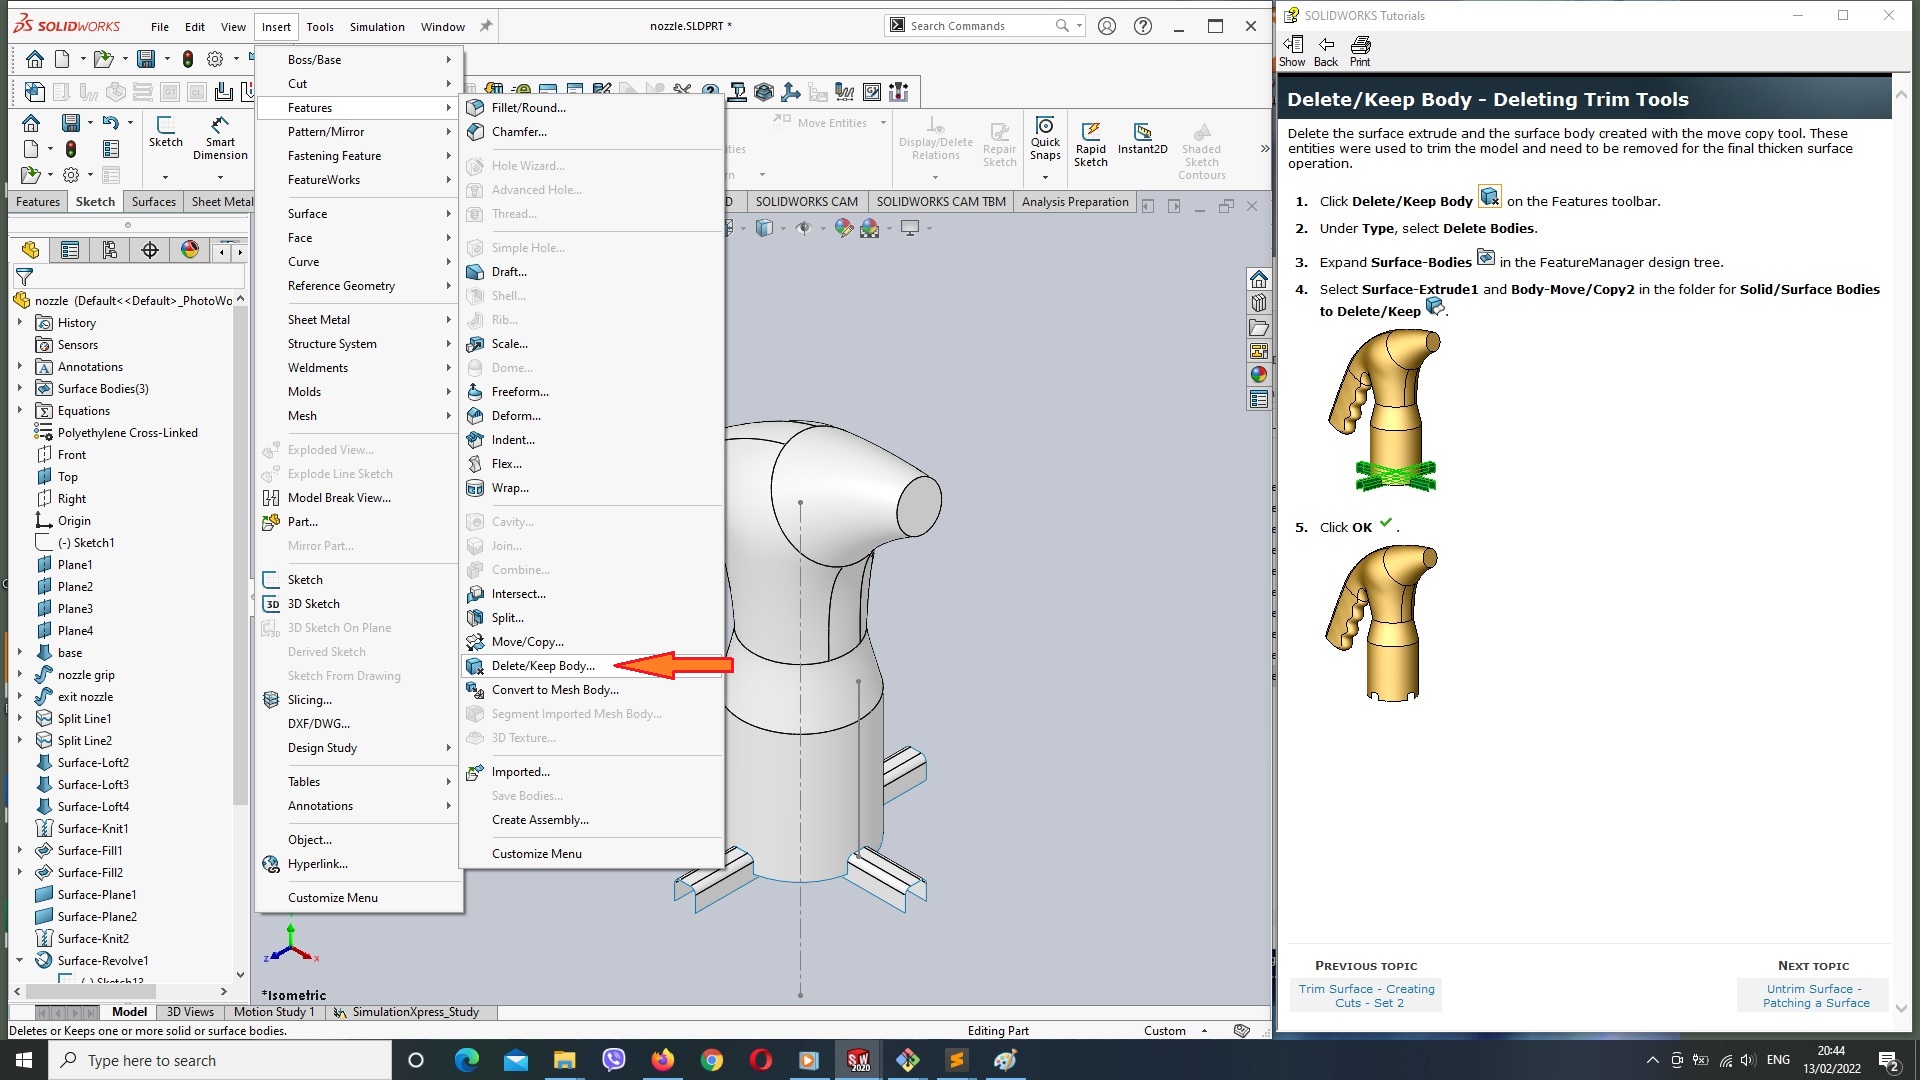 SOLIDWORKS
File Edit View Insert Tools Simulation Window
nozzle.SLDPRT *
Search Commands
Boss/Base
Cut
Features
Pattern/Mirror
Fastening Feature
FeatureWorks
Surface
Face
Curve
Reference Geometry
Sheet Metal
Structure System
Weldments
Molds
Mesh
Exploded View...
Explode Line Sketch
Model Break View...
Part...
Mirror Part...
Sketch
3D Sketch
3D Sketch On Plane
Derived Sketch
Sketch From Drawing
Slicing...
DXF/DWG...
Design Study
Tables
Annotations
Object...
Hyperlink...
Customize Menu
Fillet/Round...
Chamfer...
Hole Wizard...
Advanced Hole...
Thread...
Simple Hole...
Draft...
Shell...
Rib...
Scale...
Dome...
Freeform...
Deform...
Indent...
Flex...
Wrap...
Cavity...
Join...
Combine...
Intersect...
Split...
Move/Copy...
Delete/Keep Body...
Convert to Mesh Body...
Segment Imported Mesh Body...
3D Texture...
Imported...
Save Bodies...
Create Assembly...
Customize Menu
Sketch
Smart Dimension
Move Entities
Display/Delete Relations
Repair Sketch
Quick Snaps
Rapid Sketch
Instant2D
Shaded Sketch Contours
Features Sketch Surfaces Sheet Metal
SOLIDWORKS CAM SOLIDWORKS CAM TBM Analysis Preparation
nozzle (Default<<Default>_PhotoWo
History
Sensors
Annotations
Surface Bodies(3)
Equations
Polyethylene Cross-Linked
Front
Top
Right
Origin
(-) Sketch1
Plane1
Plane2
Plane3
Plane4
base
nozzle grip
exit nozzle
Split Line1
Split Line2
Surface-Loft2
Surface-Loft3
Surface-Loft4
Surface-Knit1
Surface-Fill1
Surface-Fill2
Surface-Plane1
Surface-Plane2
Surface-Knit2
Surface-Revolve1
(-) Sketch13
*Isometric
Model 3D Views Motion Study 1 SimulationXpress_Study
Deletes or Keeps one or more solid or surface bodies.
Editing Part
Custom
SOLIDWORKS Tutorials
Show Back Print
Delete/Keep Body - Deleting Trim Tools
Delete the surface extrude and the surface body created with the move copy tool. These
entities were used to trim the model and need to be removed for the final thicken surface
operation.
1. Click Delete/Keep Body on the Features toolbar.
2. Under Type, select Delete Bodies.
3. Expand Surface-Bodies in the FeatureManager design tree.
4. Select Surface-Extrude1 and Body-Move/Copy2 in the folder for Solid/Surface Bodies
to Delete/Keep .
5. Click OK .
PREVIOUS TOPIC
Trim Surface - Creating
Cuts - Set 2
NEXT TOPIC
Untrim Surface -
Patching a Surface
Type here to search
ENG
20:44
13/02/2022
2